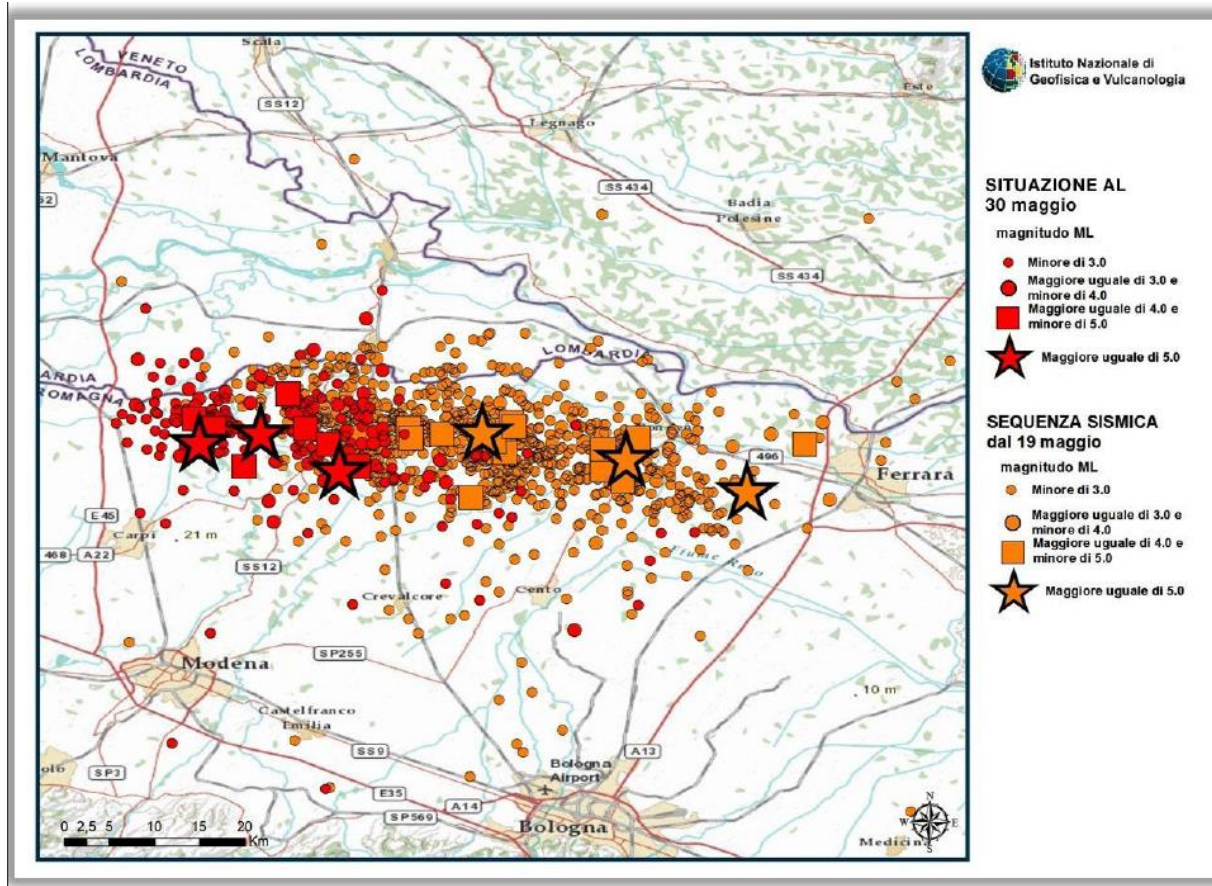 Scala
VENETO
LOMBARDIA
SS12
Este
Legnago
Mantova
SS 434
Badia
Polesine
SS 434
LOMBARDIA
ARDIA
ROMAGNA
496
Ferrara
E 45
Carpi
21 m
468
A22
SS12
Fiume Reno
Crevalcore
Cento
SP255
Modena
10 m
Castelfranco
Emilia
SS9
A13
Bologna
Airport
SP3
E35
A14
SP569
Bologna
Medicina
0 2,5 5 10 15 20
Km
N
W E
S
Istituto Nazionale di
Geofisica e Vulcanologia
SITUAZIONE AL
30 maggio
magnitudo ML
Minore di 3.0
Maggiore uguale di 3.0 e
minore di 4.0
Maggiore uguale di 4.0 e
minore di 5.0
Maggiore uguale di 5.0
SEQUENZA SISMICA
dal 19 maggio
magnitudo ML
Minore di 3.0
Maggiore uguale di 3.0 e
minore di 4.0
Maggiore uguale di 4.0 e
minore di 5.0
Maggiore uguale di 5.0